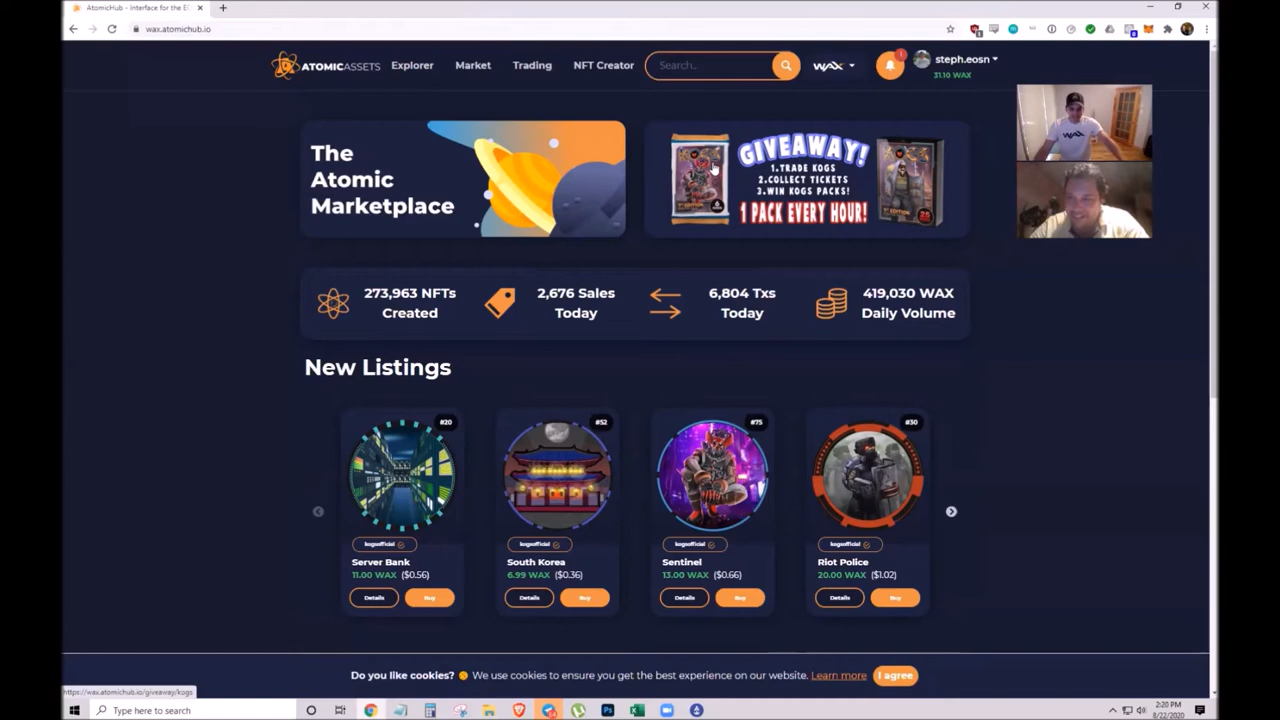 AtomicHub - Interface for the EO
wax.atomichub.io
ATOMICASSETS
Explorer
Market
Trading
NFT Creator
Search...
WAX
1
steph.eosn
31.10 WAX
The
Atomic
Marketplace
GIVEAWAY!
1.TRADE KOGS
2.COLLECT TICKETS
3.WIN KOGS PACKS!
1 PACK EVERY HOUR!
WAX
273,963 NFTs
Created
2,676 Sales
Today
6,804 Txs
Today
419,030 WAX
Daily Volume
New Listings
#20
#52
#75
#30
kogsofficial
kogsofficial
kogsofficial
kogsofficial
Server Bank
11.00 WAX ($0.56)
Details
Buy
South Korea
6.99 WAX ($0.36)
Details
Buy
Sentinel
13.00 WAX ($0.66)
Details
Buy
Riot Police
20.00 WAX ($1.02)
Details
Buy
Do you like cookies? We use cookies to ensure you get the best experience on our website. Learn more
I agree
https://wax.atomichub.io/giveaway/kogs
Type here to search
2:20 PM
8/22/2020